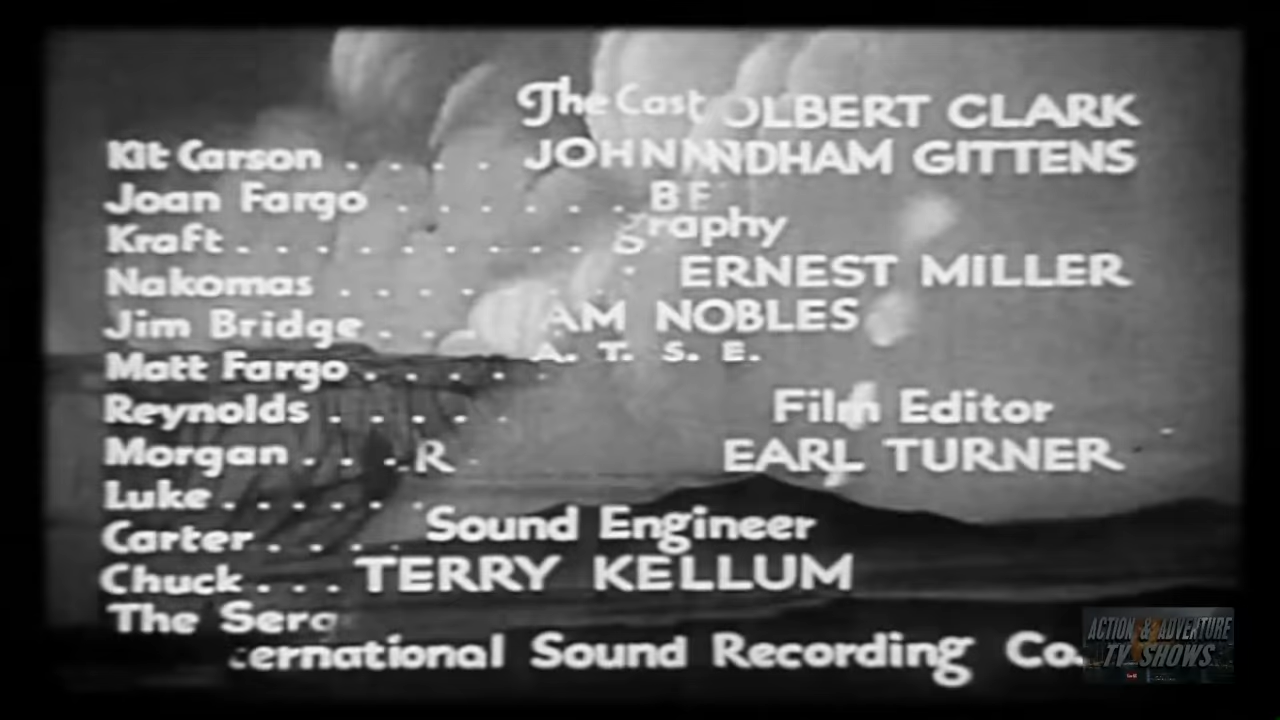 The Cast OLBERT CLARK
Kit Carson . . . . JOHN NDHAM GITTENS
Joan Fargo . . . . . . . B
graphy
Kraft . . . . . . . . .
Nakomas . . . . . ERNEST MILLER
Jim Bridge . . . AM NOBLES
A. T. S. E.
Matt Fargo . . . . .
Reynolds . . . . . Film Editor
Morgan . . . R EARL TURNER
Luke . . . . .
Carter . . . . Sound Engineer
Chuck . . . TERRY KELLUM
The Serg
ernational Sound Recording Co.
ACTION & ADVENTURE
TV SHOWS